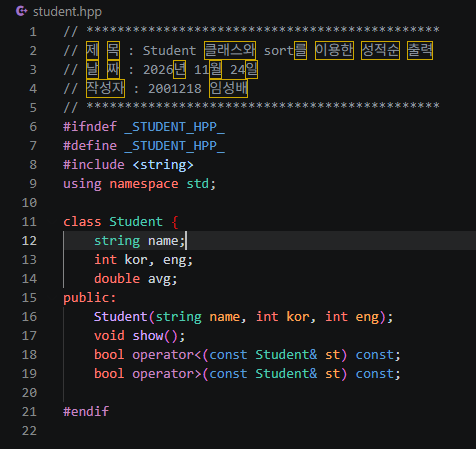 student.hpp
1 // ********************************************
2 // 제 목 : Student 클래스와 sort를 이용한 성적순 출력
3 // 날 짜 : 2026년 11월 24일
4 // 작성자 : 2001218 임성배
5 // ********************************************
6 #ifndef _STUDENT_HPP_
7 #define _STUDENT_HPP_
8 #include <string>
9 using namespace std;
10
11 class Student {
12     string name;
13     int kor, eng;
14     double avg;
15 public:
16     Student(string name, int kor, int eng);
17     void show();
18     bool operator<(const Student& st) const;
19     bool operator>(const Student& st) const;
20
21 #endif
22